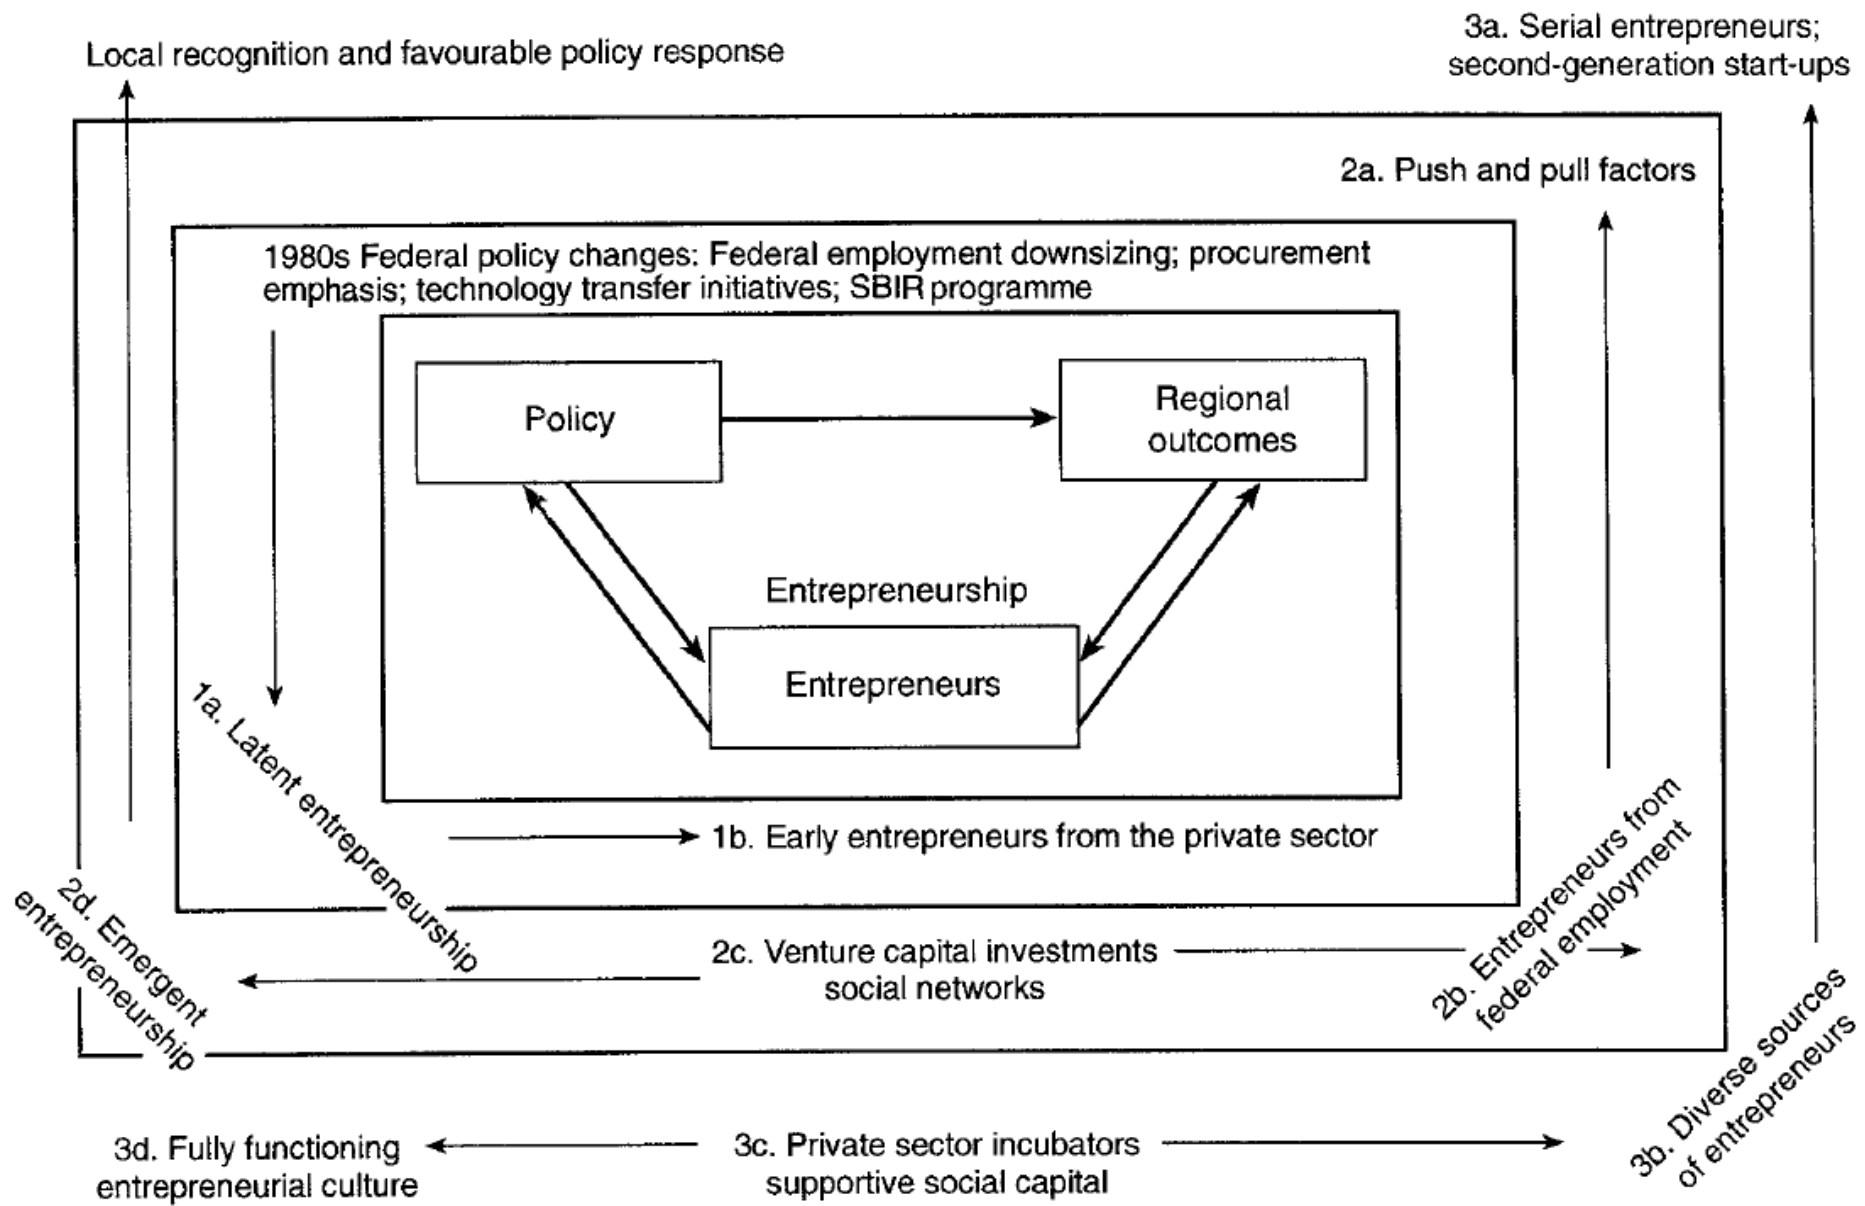 3a. Serial entrepreneurs;
second-generation start-ups
Local recognition and favourable policy response
2a. Push and pull factors
1980s Federal policy changes: Federal employment downsizing; procurement
emphasis; technology transfer initiatives; SBIR programme
Policy
Regional
outcomes
Entrepreneurship
Entrepreneurs
1a. Latent entrepreneurship
1b. Early entrepreneurs from the private sector
2b. Entrepreneurs from
federal employment
2c. Venture capital investments
social networks
2d. Emergent
entrepreneurship
3b. Diverse sources
of entrepreneurs
3c. Private sector incubators
supportive social capital
3d. Fully functioning
entrepreneurial culture